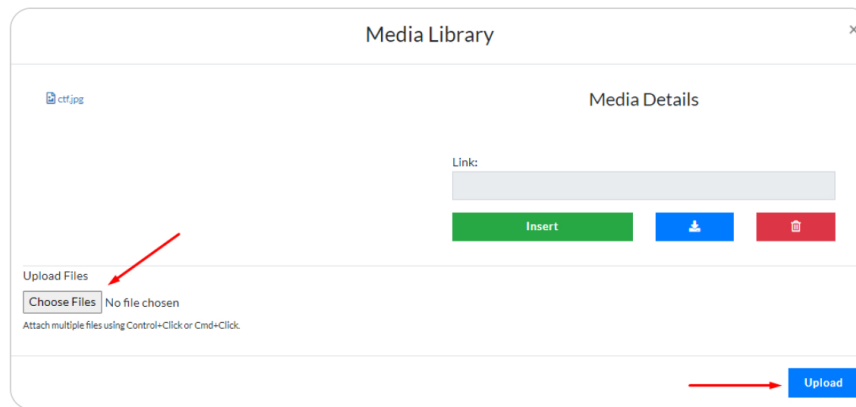 Media Library
×
ctf.jpg
Media Details
Link:
Insert
Upload Files
Choose Files No file chosen
Attach multiple files using Control+Click or Cmd+Click.
Upload